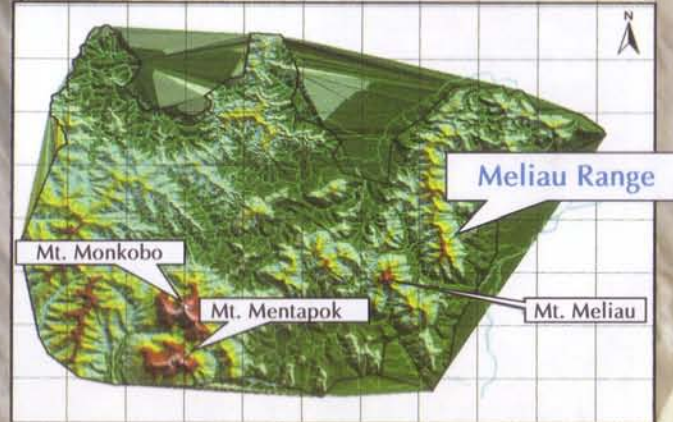 N
Meliau Range
Mt. Monkobo
Mt. Mentapok
Mt. Meliau